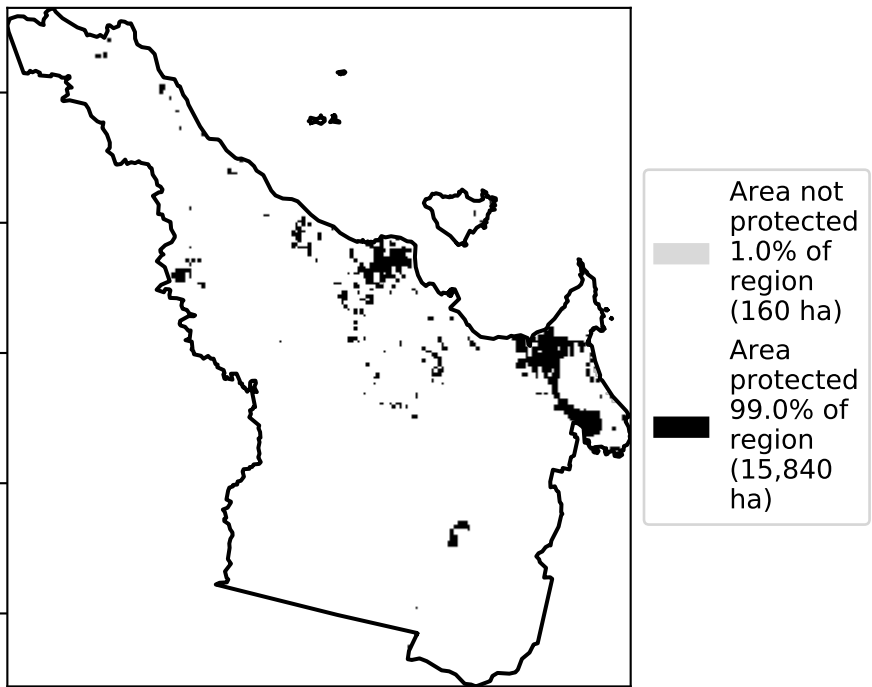 Area not
protected
1.0% of
region
(160 ha)
Area
protected
99.0% of
region
(15,840
ha)